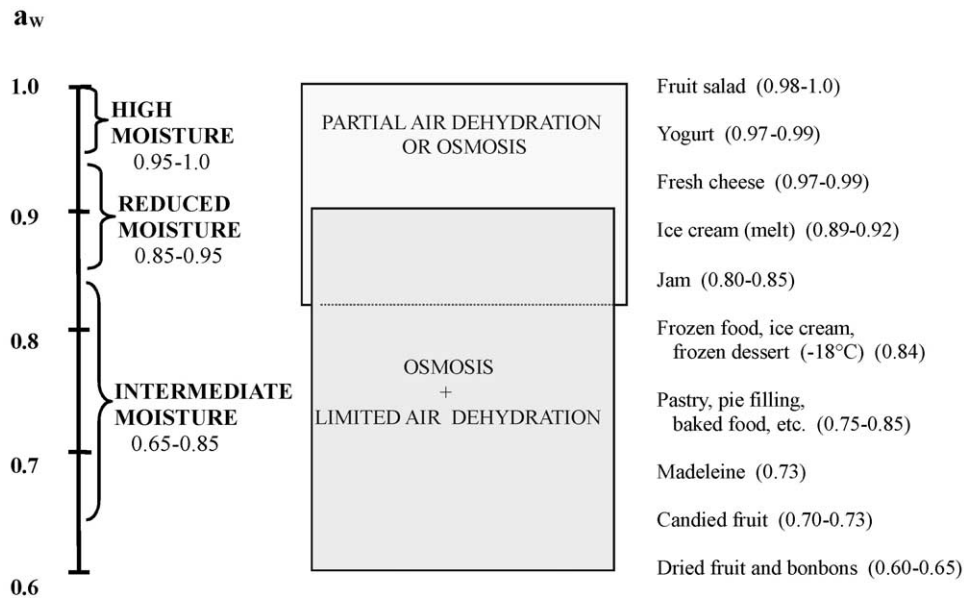 aw
1.0
0.9
0.8
0.7
0.6
HIGH
MOISTURE
0.95-1.0
REDUCED
MOISTURE
0.85-0.95
INTERMEDIATE
MOISTURE
0.65-0.85
PARTIAL AIR DEHYDRATION
OR OSMOSIS
OSMOSIS
+
LIMITED AIR DEHYDRATION
Fruit salad (0.98-1.0)
Yogurt (0.97-0.99)
Fresh cheese (0.97-0.99)
Ice cream (melt) (0.89-0.92)
Jam (0.80-0.85)
Frozen food, ice cream,
frozen dessert (-18°C) (0.84)
Pastry, pie filling,
baked food, etc. (0.75-0.85)
Madeleine (0.73)
Candied fruit (0.70-0.73)
Dried fruit and bonbons (0.60-0.65)